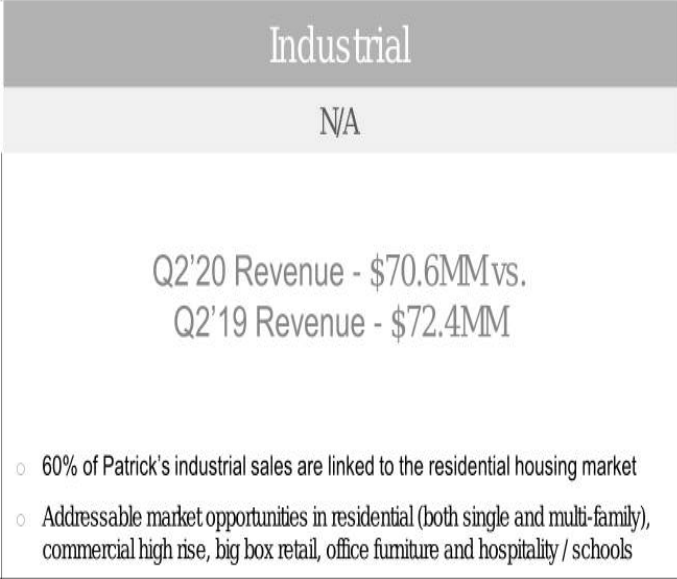 Industrial
N/A
Q2’20 Revenue - $70.6MM vs.
Q2’19 Revenue - $72.4MM
○ 60% of Patrick’s industrial sales are linked to the residential housing market
○ Addressable market opportunities in residential (both single and multi-family),
commercial high rise, big box retail, office furniture and hospitality / schools